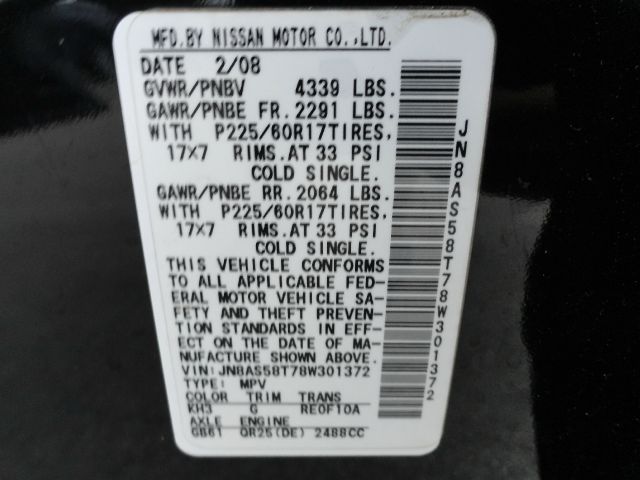 MFD.BY NISSAN MOTOR CO.,LTD.
DATE 2/08
GVWR/PNBV 4339 LBS.
GAWR/PNBE FR.2291 LBS.
WITH P225/60R17TIRES,
17X7 RIMS.AT 33 PSI
COLD SINGLE.
GAWR/PNBE RR.2064 LBS.
WITH P225/60R17TIRES,
17X7 RIMS.AT 33 PSI
COLD SINGLE.
THIS VEHICLE CONFORMS
TO ALL APPLICABLE FED-
ERAL MOTOR VEHICLE SA-
FETY AND THEFT PREVEN-
TION STANDARDS IN EFF-
ECT ON THE DATE OF MA-
NUFACTURE SHOWN ABOVE.
VIN:JN8AS58T78W301372
TYPE: MPV
COLOR TRIM TRANS
KH3 G RE0F10A
AXLE ENGINE
GB61 QR25(DE) 2488CC
JN8AS58T78W301372